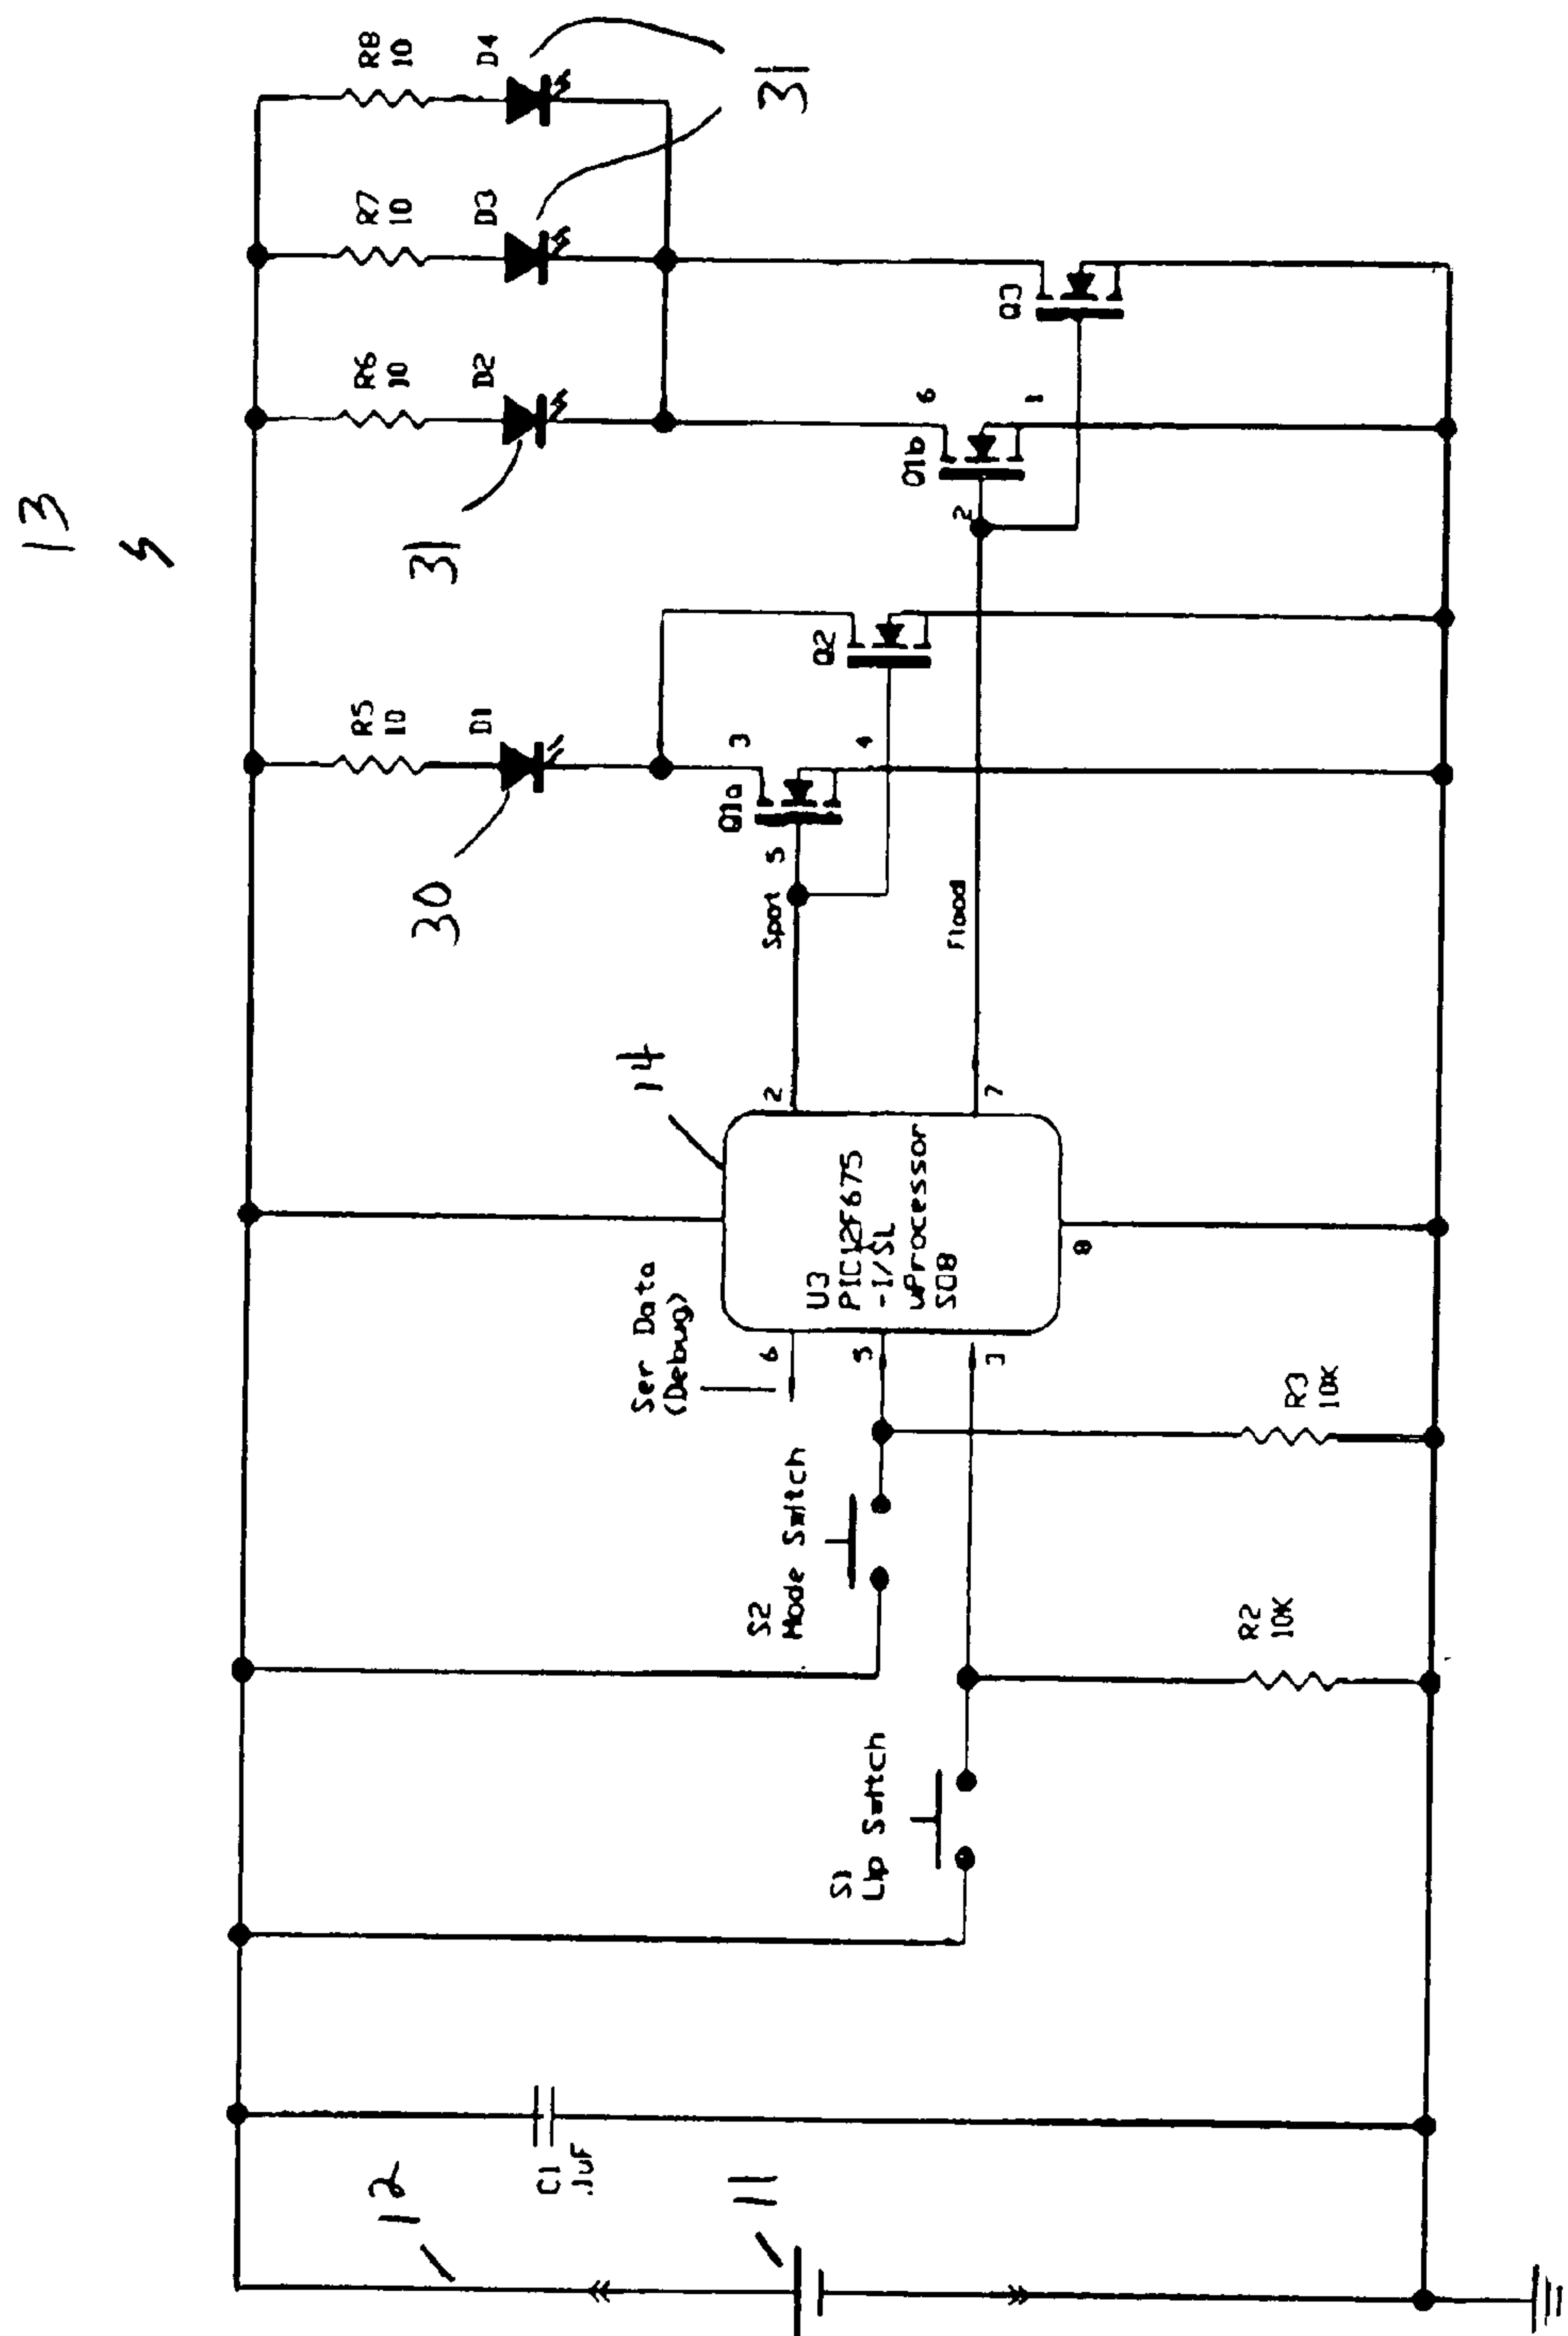 13
12
11
C1
.1uF
S1
Lip Switch
R2
10K
S2
Mode Switch
R3
10K
Ser Data
(Debug)
6
5
3
14
U3
PIC12F675
-I/SL
uProcessor
SO8
8
2
7
Spot
Flood
30
R5
10
D1
Q1a
5
3
4
Q2
31
R6
10
D2
Q1b
2
6
1
R7
10
D3
Q3
R8
10
D4
31